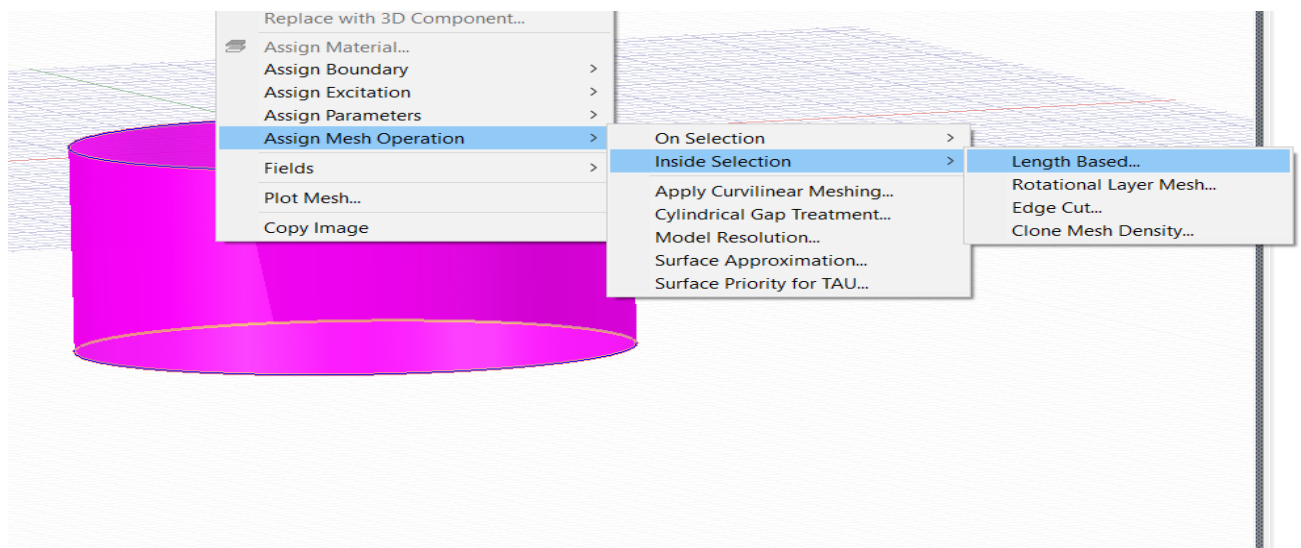 Replace with 3D Component...
Assign Material...
Assign Boundary >
Assign Excitation >
Assign Parameters >
Assign Mesh Operation >
Fields >
Plot Mesh...
Copy Image
On Selection >
Inside Selection >
Apply Curvilinear Meshing...
Cylindrical Gap Treatment...
Model Resolution...
Surface Approximation...
Surface Priority for TAU...
Length Based...
Rotational Layer Mesh...
Edge Cut...
Clone Mesh Density...